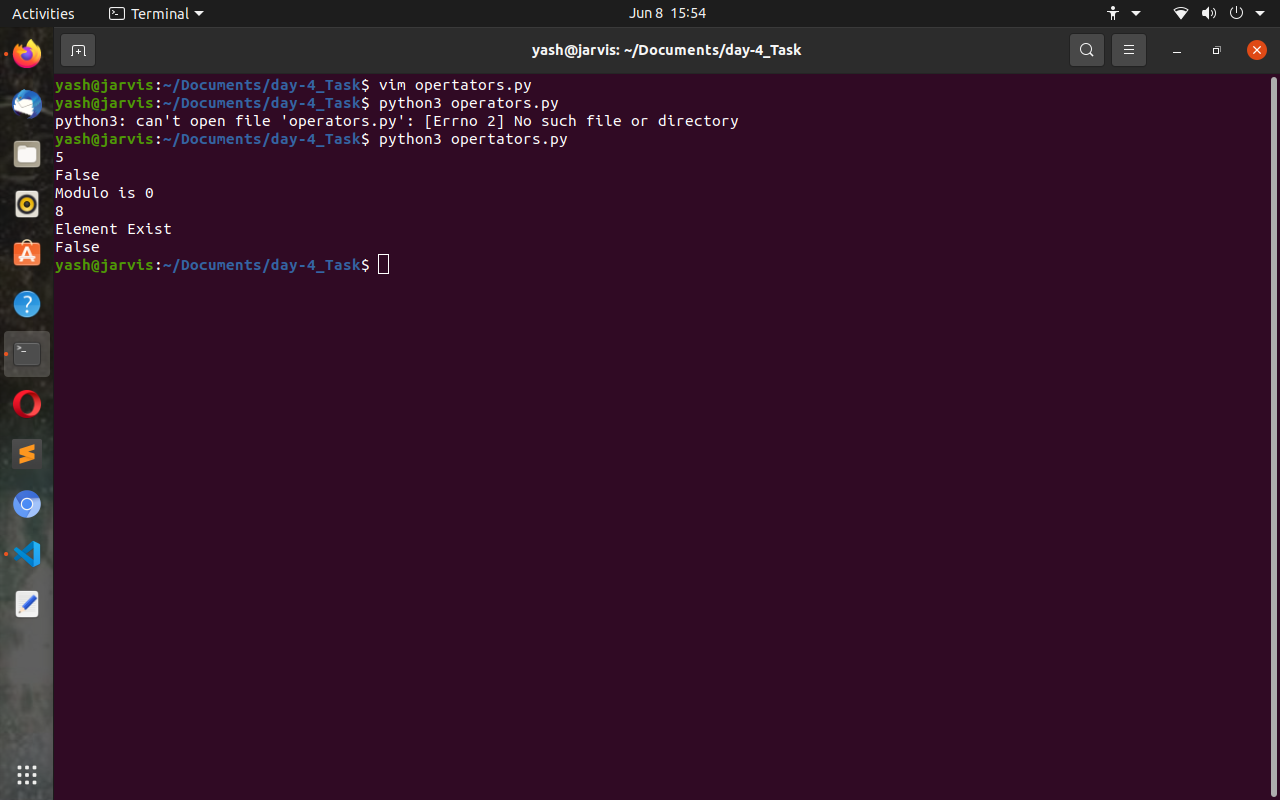 Activities
Terminal
Jun 8 15:54
yash@jarvis: ~/Documents/day-4_Task
yash@jarvis:~/Documents/day-4_Task$ vim opertators.py
yash@jarvis:~/Documents/day-4_Task$ python3 operators.py
python3: can't open file 'operators.py': [Errno 2] No such file or directory
yash@jarvis:~/Documents/day-4_Task$ python3 opertators.py
5
False
Modulo is 0
8
Element Exist
False
yash@jarvis:~/Documents/day-4_Task$